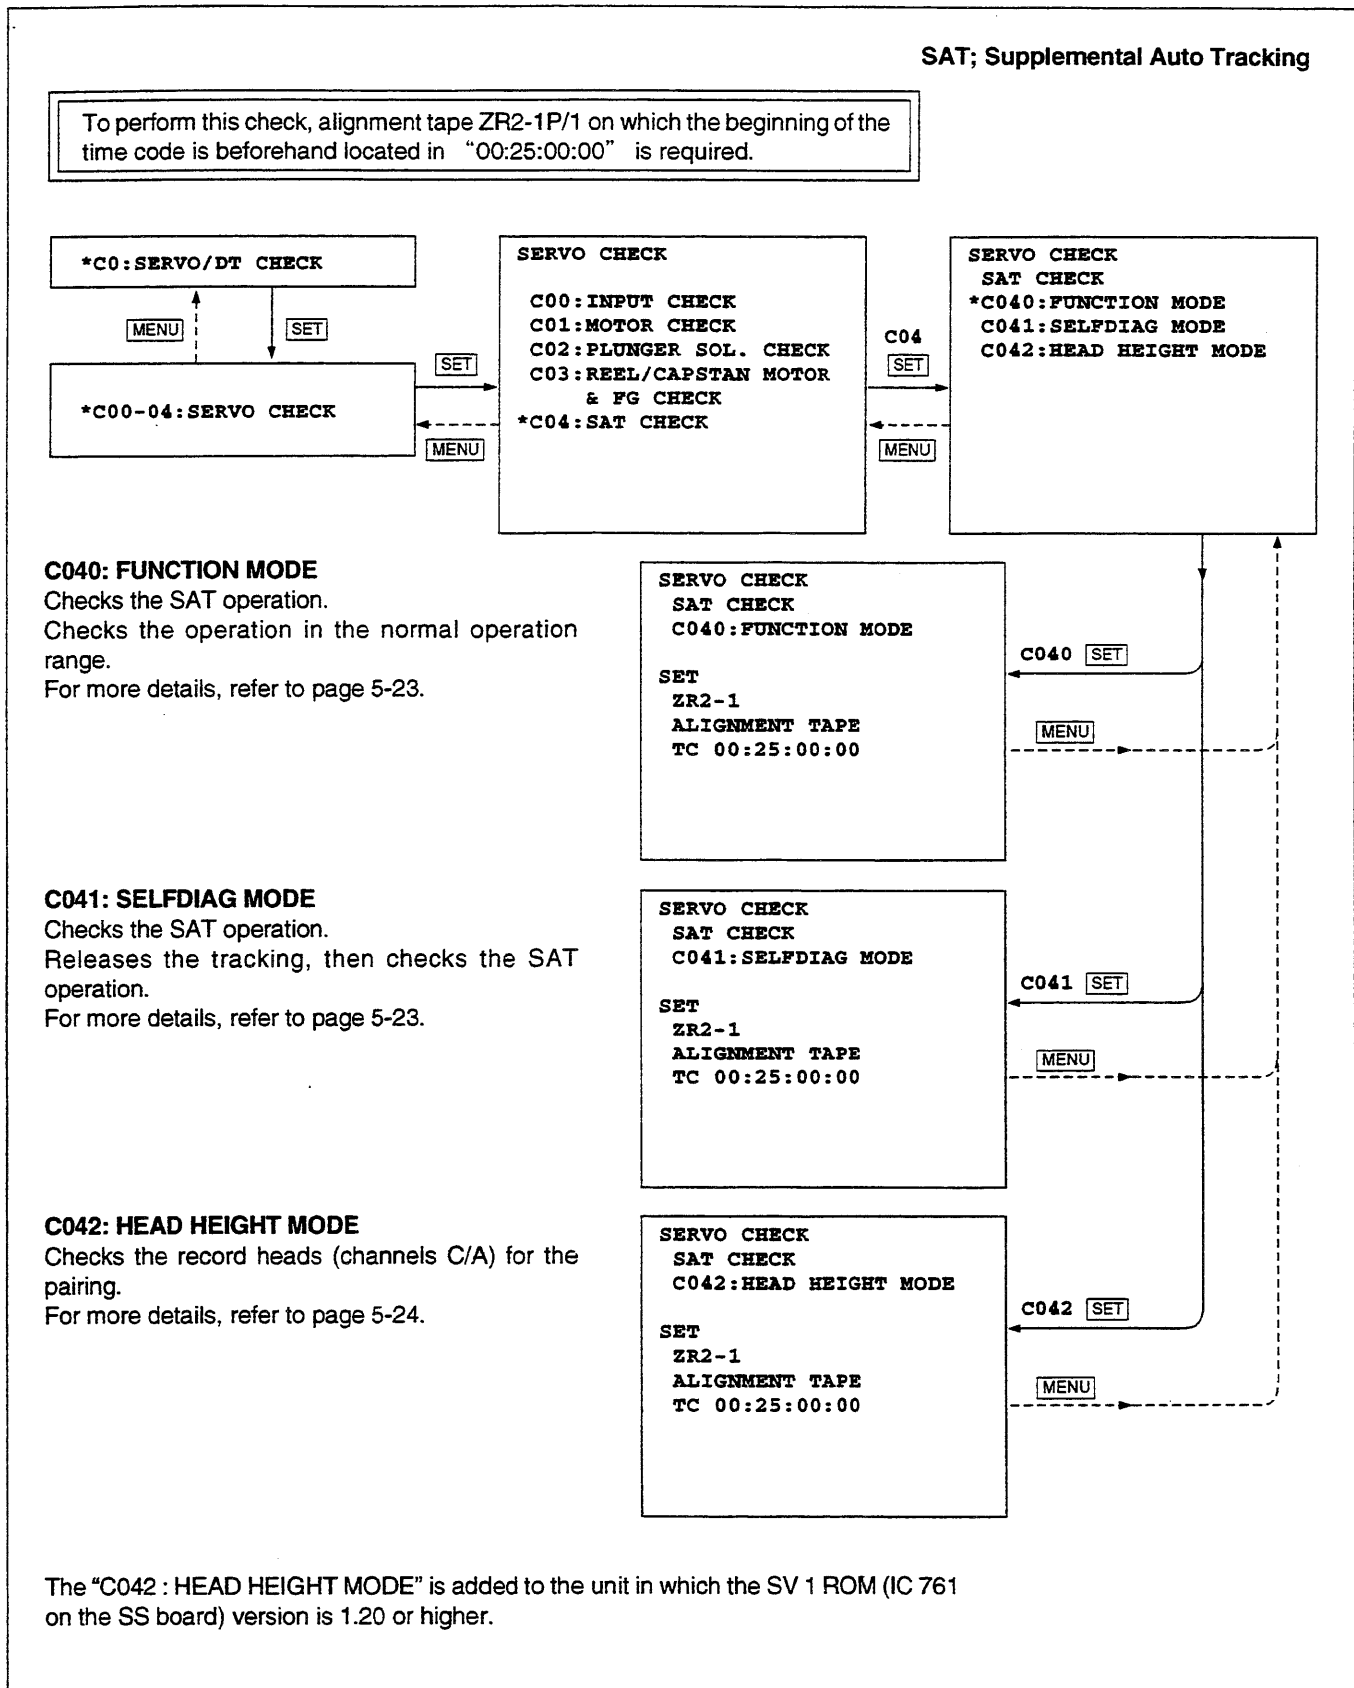 SAT; Supplemental Auto Tracking
To perform this check, alignment tape ZR2-1P/1 on which the beginning of the
time code is beforehand located in “00:25:00:00” is required.
*C0:SERVO/DT CHECK
MENU
SET
*C00-04:SERVO CHECK
SET
MENU
SERVO CHECK
C00:INPUT CHECK
C01:MOTOR CHECK
C02:PLUNGER SOL. CHECK
C03:REEL/CAPSTAN MOTOR
& FG CHECK
*C04:SAT CHECK
C04
SET
MENU
SERVO CHECK
SAT CHECK
*C040:FUNCTION MODE
C041:SELFDIAG MODE
C042:HEAD HEIGHT MODE
C040: FUNCTION MODE
Checks the SAT operation.
Checks the operation in the normal operation
range.
For more details, refer to page 5-23.
SERVO CHECK
SAT CHECK
C040:FUNCTION MODE
SET
ZR2-1
ALIGNMENT TAPE
TC 00:25:00:00
C040 SET
MENU
C041: SELFDIAG MODE
Checks the SAT operation.
Releases the tracking, then checks the SAT
operation.
For more details, refer to page 5-23.
SERVO CHECK
SAT CHECK
C041:SELFDIAG MODE
SET
ZR2-1
ALIGNMENT TAPE
TC 00:25:00:00
C041 SET
MENU
C042: HEAD HEIGHT MODE
Checks the record heads (channels C/A) for the
pairing.
For more details, refer to page 5-24.
SERVO CHECK
SAT CHECK
C042:HEAD HEIGHT MODE
SET
ZR2-1
ALIGNMENT TAPE
TC 00:25:00:00
C042 SET
MENU
The “C042 : HEAD HEIGHT MODE” is added to the unit in which the SV 1 ROM (IC 761
on the SS board) version is 1.20 or higher.